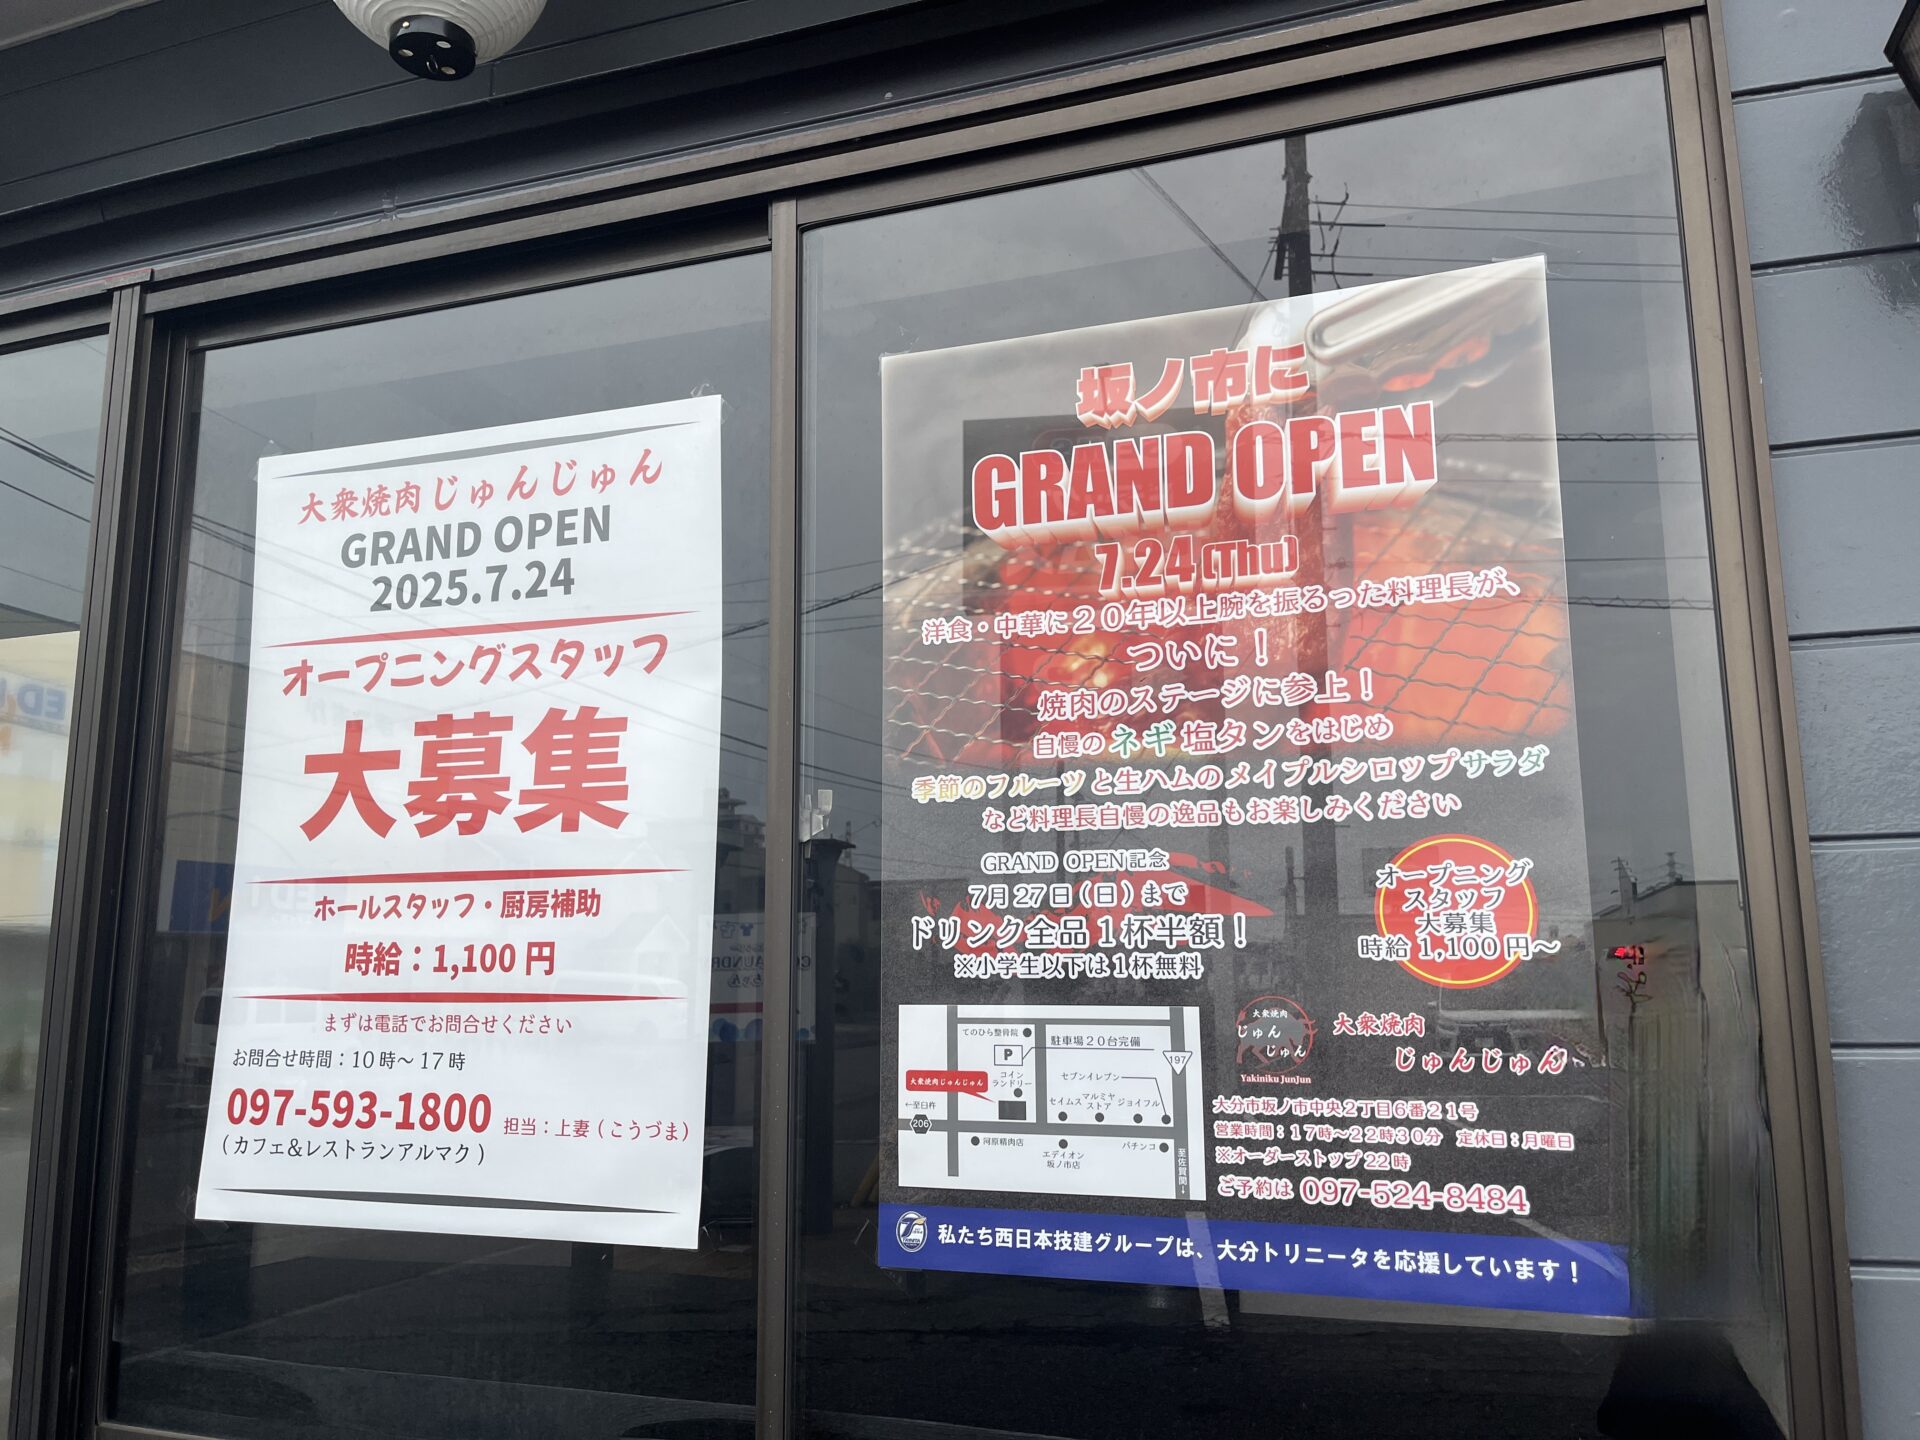 大衆焼肉じゅんじゅん
GRAND OPEN
2025.7.24
オープニングスタッフ
大募集
ホールスタッフ・厨房補助
時給：1,100円
まずは電話でお問合せください
お問合せ時間：10時～17時
097-593-1800 担当：上妻（こうづま）
(カフェ&レストランアルマク)
坂ノ市に
GRAND OPEN
7.24(Thu)
洋食・中華に２０年以上腕を振るった料理長が、
ついに！
焼肉のステージに参上！
自慢のネギ塩タンをはじめ
季節のフルーツと生ハムのメイプルシロップサラダ
など料理長自慢の逸品もお楽しみください
GRAND OPEN記念
7月27日（日）まで
ドリンク全品１杯半額！
※小学生以下は１杯無料
オープニング
スタッフ
大募集
時給1,100円～
てのひら整骨院
P
駐車場２０台完備
197
コイン
ランドリー
大衆焼肉じゅんじゅん
セブンイレブン
セイムス
マルミヤ
ストア
ジョイフル
←至臼杵
206
河原精肉店
エディオン
坂ノ市店
パチンコ
至佐賀関→
大衆焼肉
じゅん
じゅん
Yakiniku JunJun
大衆焼肉
じゅんじゅん
大分市坂ノ市中央２丁目６番２１号
営業時間：１７時～２２時３０分 定休日：月曜日
※オーダーストップ22時
ご予約は 097-524-8484
私たち西日本技建グループは、大分トリニータを応援しています！